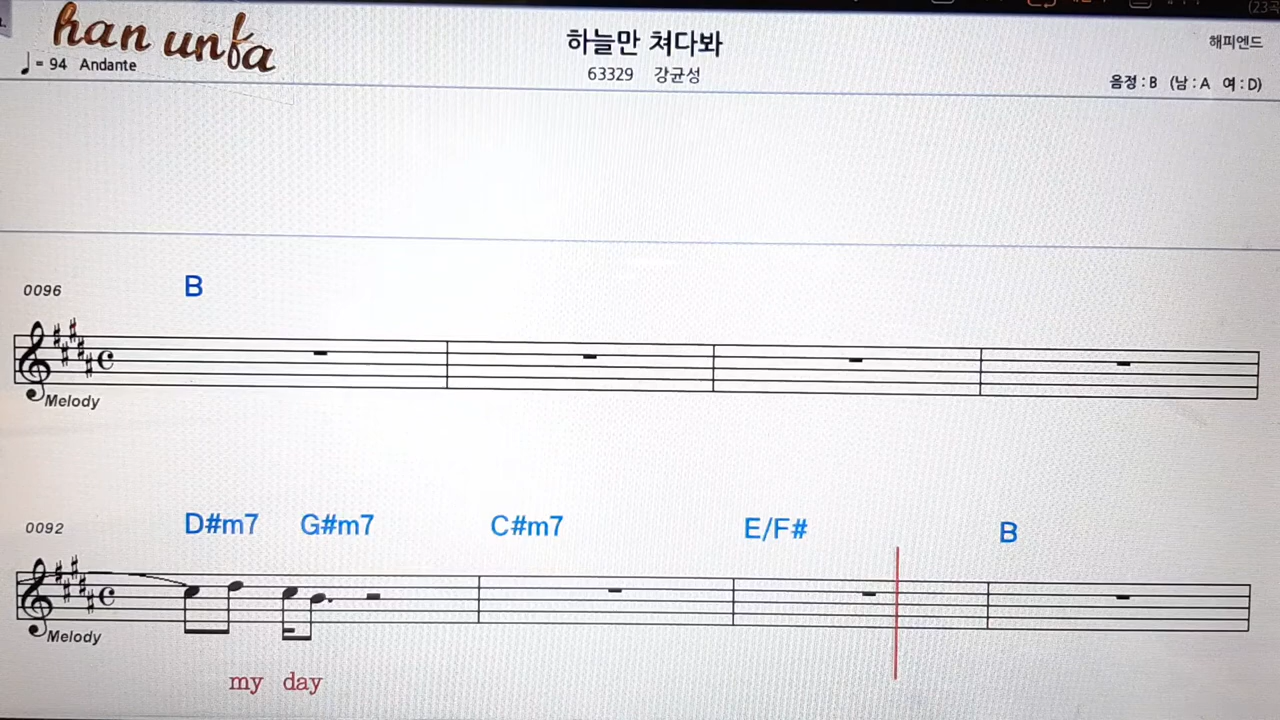 han unfa
하늘만 쳐다봐
해피엔드
♩ = 94 Andante
63329 강균성
음정 : B (남 : A 여 : D)
0096
B
Melody
0092
D#m7 G#m7 C#m7 E/F# B
Melody
my day